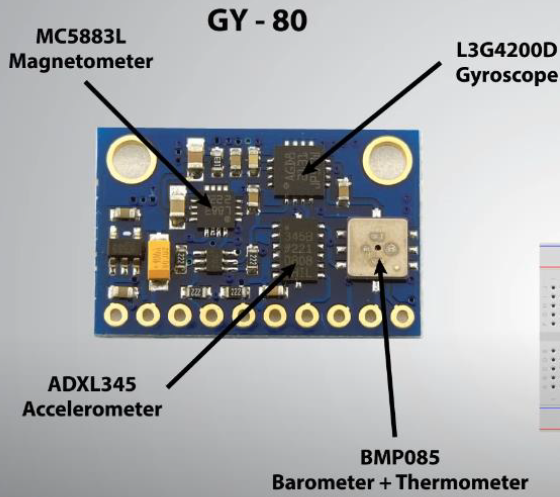 GY - 80
MC5883L
Magnetometer
L3G4200D
Gyroscope
ADXL345
Accelerometer
BMP085
Barometer + Thermometer